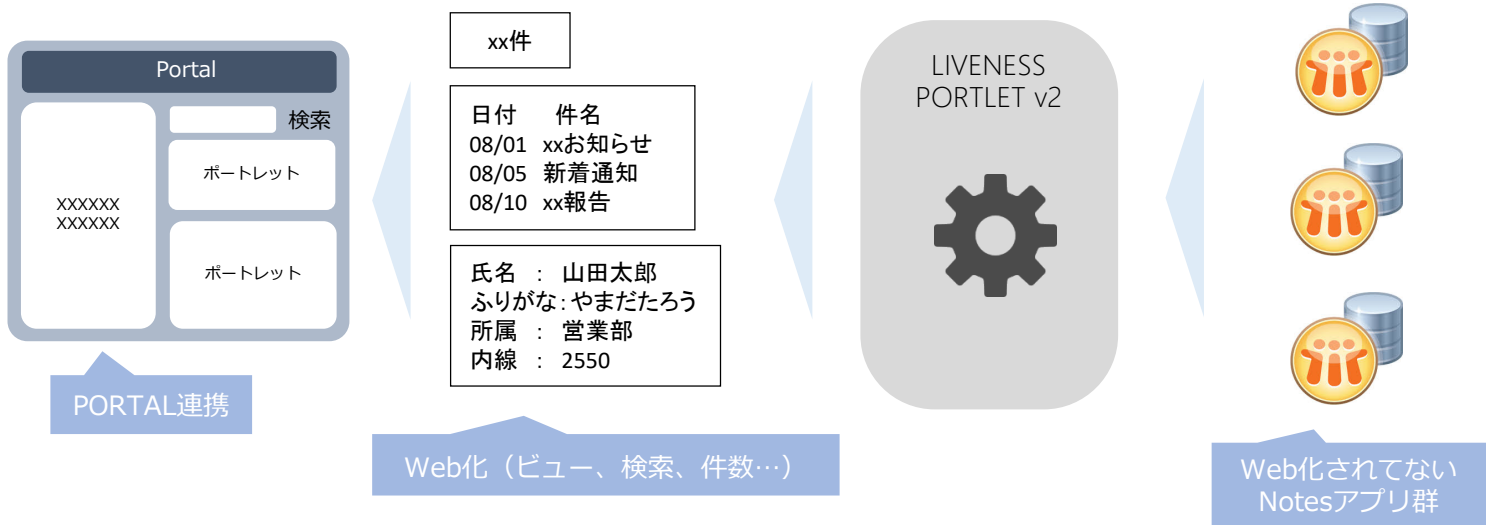 Portal
検索
XXXXXX
XXXXXX
ポートレット
ポートレット
PORTAL連携
xx件
日付 件名
08/01 xxお知らせ
08/05 新着通知
08/10 xx報告
氏名 : 山田太郎
ふりがな:やまだたろう
所属 : 営業部
内線 : 2550
Web化（ビュー、検索、件数…）
LIVENESS
PORTLET v2
Web化されてない
Notesアプリ群